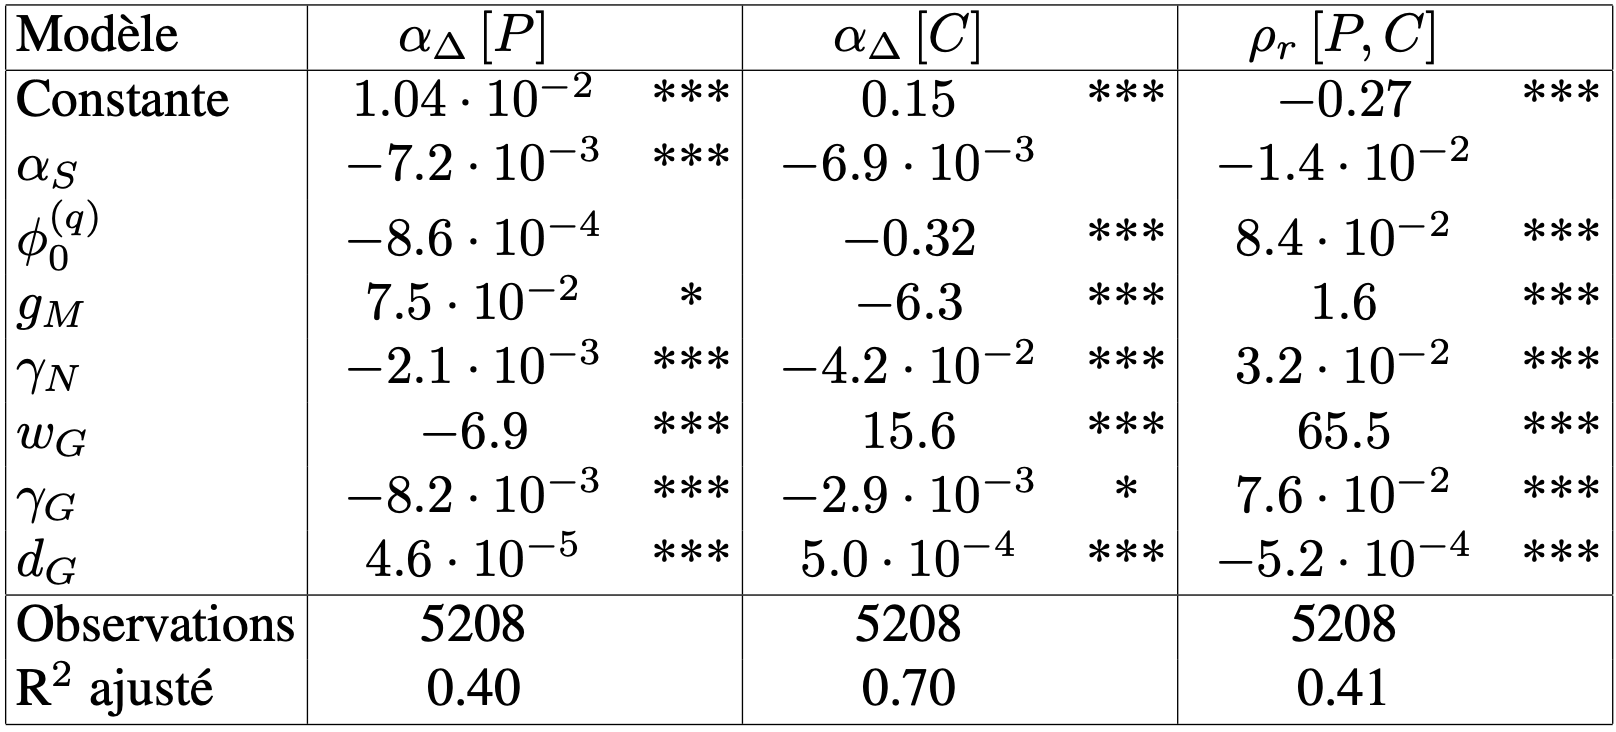 Modèle α_Δ [P] α_Δ [C] ρ_r [P, C]
Constante 1.04 · 10^−2 *** 0.15 *** −0.27 ***
α_S −7.2 · 10^−3 *** −6.9 · 10^−3 −1.4 · 10^−2
ϕ_0^(q) −8.6 · 10^−4 −0.32 *** 8.4 · 10^−2 ***
g_M 7.5 · 10^−2 * −6.3 *** 1.6 ***
γ_N −2.1 · 10^−3 *** −4.2 · 10^−2 *** 3.2 · 10^−2 ***
w_G −6.9 *** 15.6 *** 65.5 ***
γ_G −8.2 · 10^−3 *** −2.9 · 10^−3 * 7.6 · 10^−2 ***
d_G 4.6 · 10^−5 *** 5.0 · 10^−4 *** −5.2 · 10^−4 ***
Observations 5208 5208 5208
R^2 ajusté 0.40 0.70 0.41